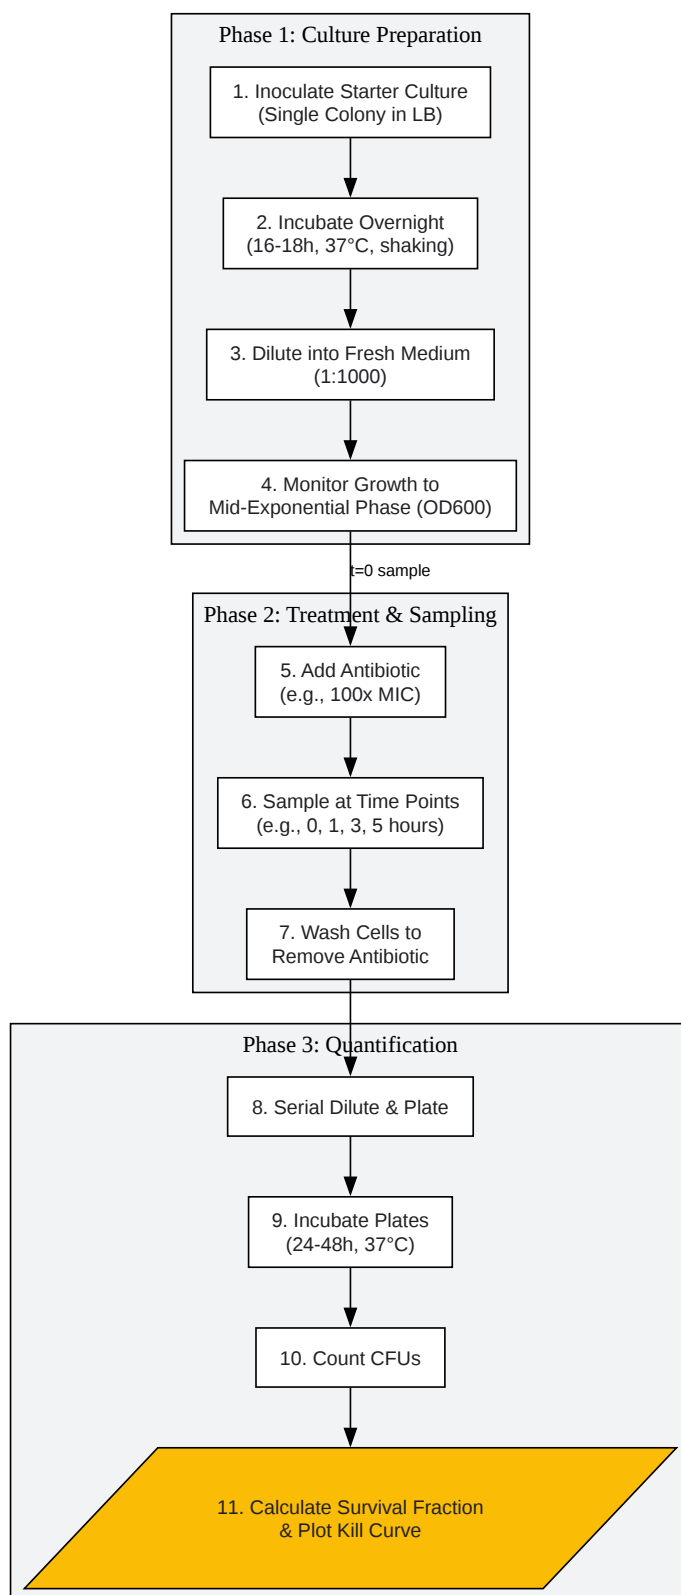 Phase 1: Culture Preparation
1. Inoculate Starter Culture
(Single Colony in LB)
2. Incubate Overnight
(16-18h, 37°C, shaking)
3. Dilute into Fresh Medium
(1:1000)
4. Monitor Growth to
Mid-Exponential Phase (OD600)
t=0 sample
Phase 2: Treatment & Sampling
5. Add Antibiotic
(e.g., 100x MIC)
6. Sample at Time Points
(e.g., 0, 1, 3, 5 hours)
7. Wash Cells to
Remove Antibiotic
Phase 3: Quantification
8. Serial Dilute & Plate
9. Incubate Plates
(24-48h, 37°C)
10. Count CFUs
11. Calculate Survival Fraction
& Plot Kill Curve